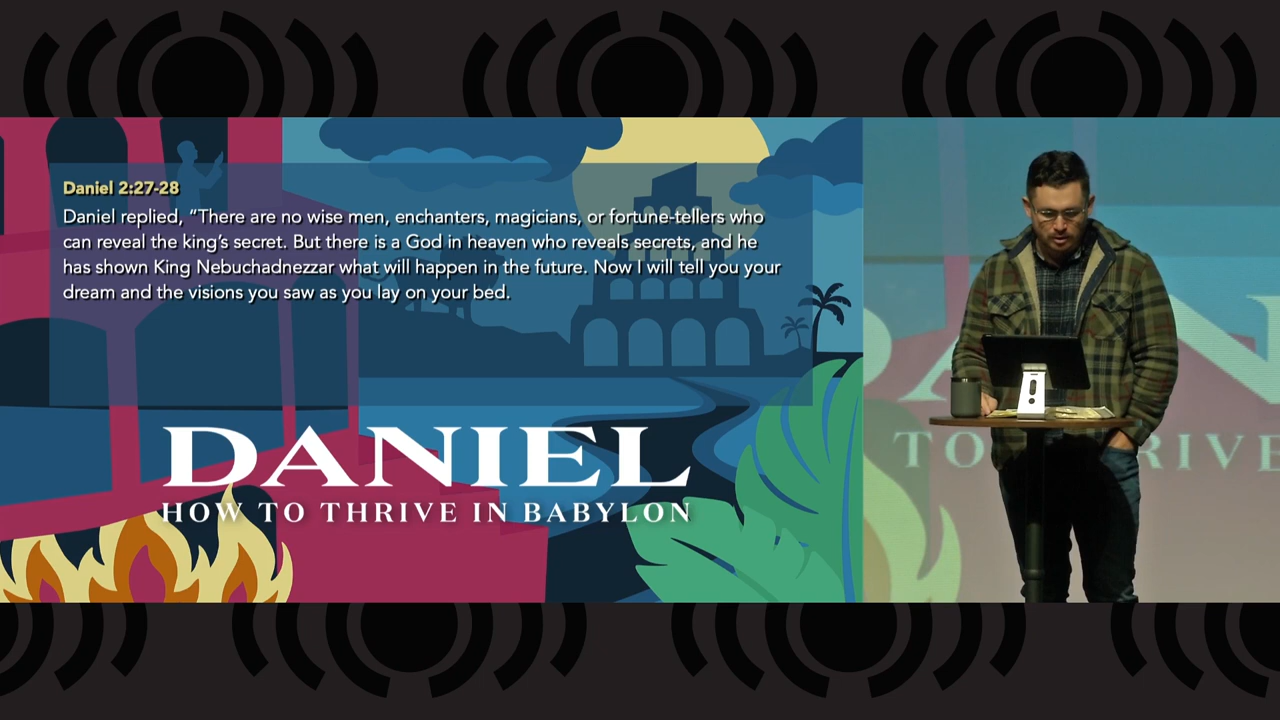 Daniel 2:27-28
Daniel replied, “There are no wise men, enchanters, magicians, or fortune-tellers who
can reveal the king’s secret. But there is a God in heaven who reveals secrets, and he
has shown King Nebuchadnezzar what will happen in the future. Now I will tell you your
dream and the visions you saw as you lay on your bed.
DANIEL
HOW TO THRIVE IN BABYLON
DAN
TO RIVE